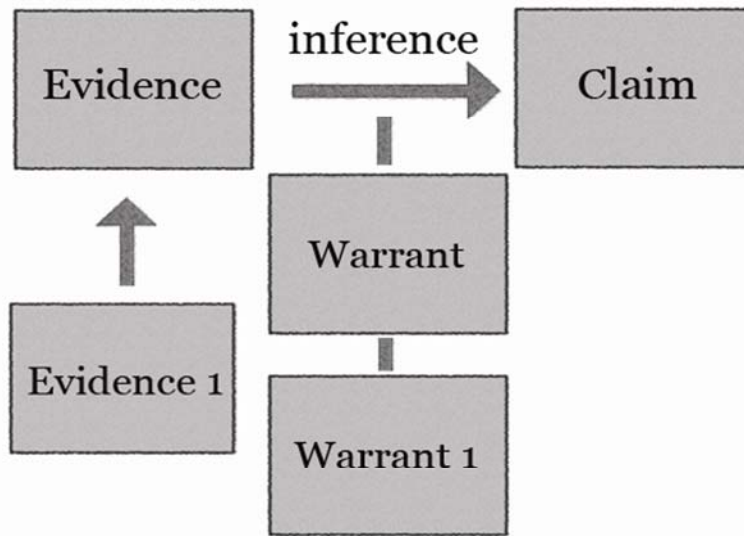 Evidence
inference
Claim
Warrant
Evidence 1
Warrant 1